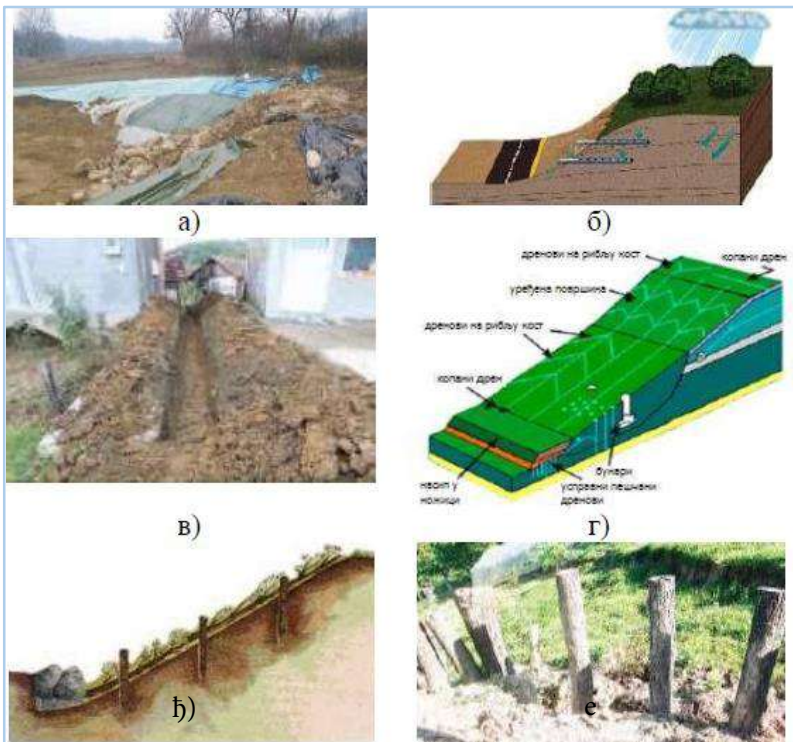 а)
б)
дренови на рибљу кост
копани дрен
уређена површина
дренови на рибљу кост
копани дрен
насип у
ножици
бунари
усправни пешчани
дренови
в)
г)
ђ)
е